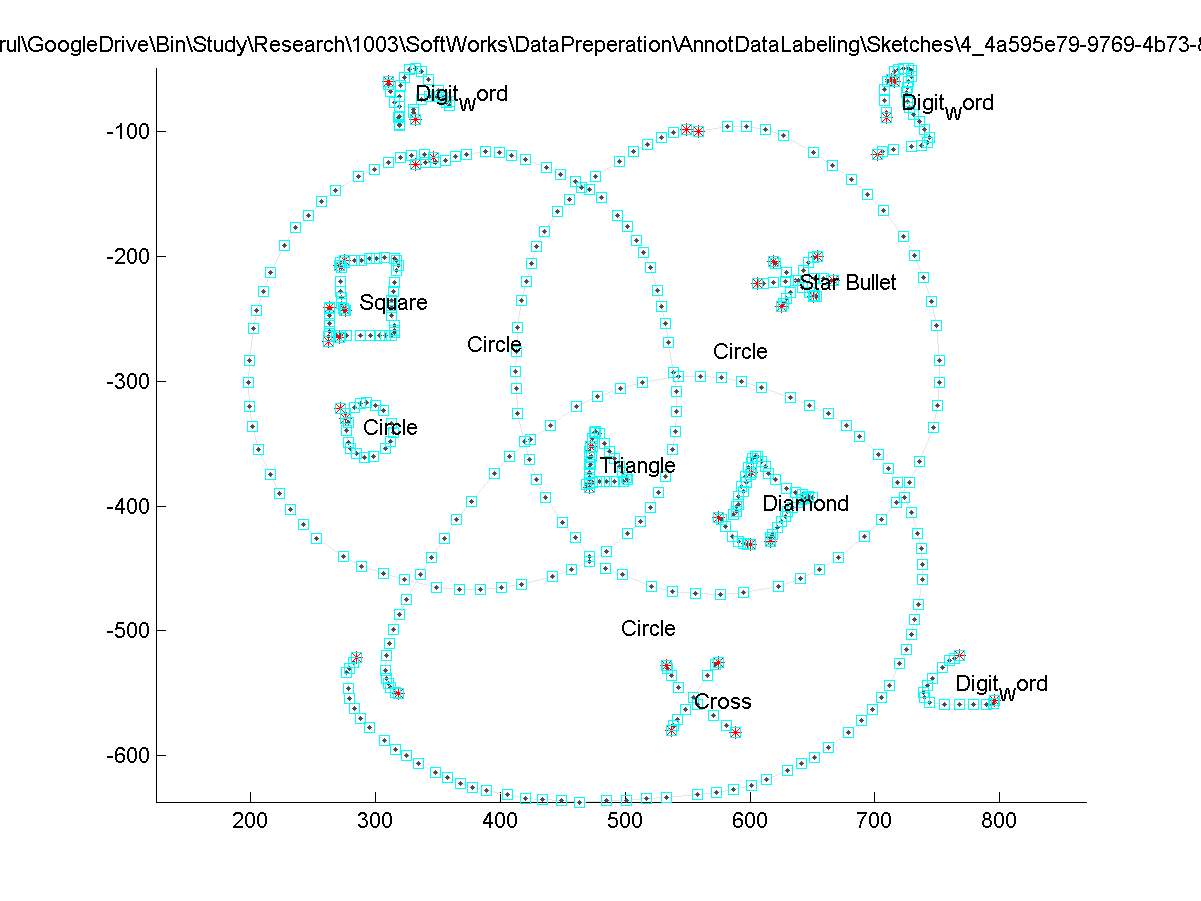 rul\GoogleDrive\Bin\Study\Research\1003\SoftWorks\DataPreperation\AnnotDataLabeling\Sketches\4_4a595e79-9769-4b73-8
Digit_word
Digit_word
-100
-200
Star Bullet
Square
Circle
Circle
-300
Circle
Triangle
Diamond
-400
-500
Circle
Digit_word
Cross
-600
200 300 400 500 600 700 800